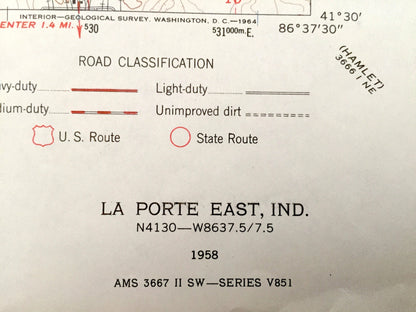 INTERIOR—GEOLOGICAL SURVEY, WASHINGTON, D. C.—1964
41°30'
ENTER 1.4 MI.
530
531000m.E.
86°37'30"
(HAMLET)
3666 I NE
ROAD CLASSIFICATION
Light-duty
Unimproved dirt
U. S. Route
State Route
LA PORTE EAST, IND.
N4130—W8637.5/7.5
1958
AMS 3667 II SW—SERIES V851